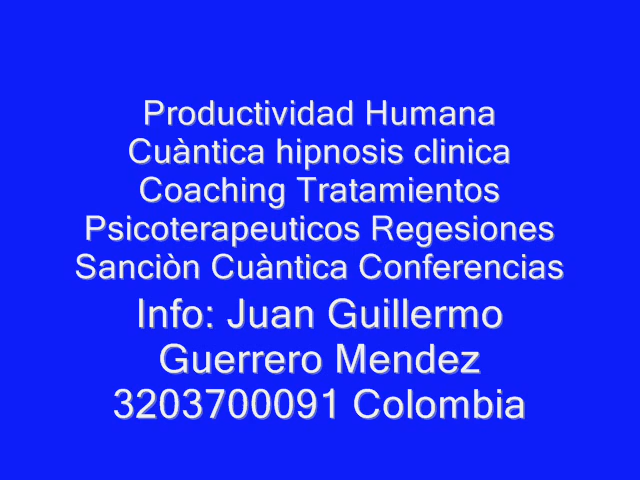 Productividad Humana
Cuàntica hipnosis clinica
Coaching Tratamientos
Psicoterapeuticos Regesiones
Sanciòn Cuàntica Conferencias
Info: Juan Guillermo
Guerrero Mendez
3203700091 Colombia